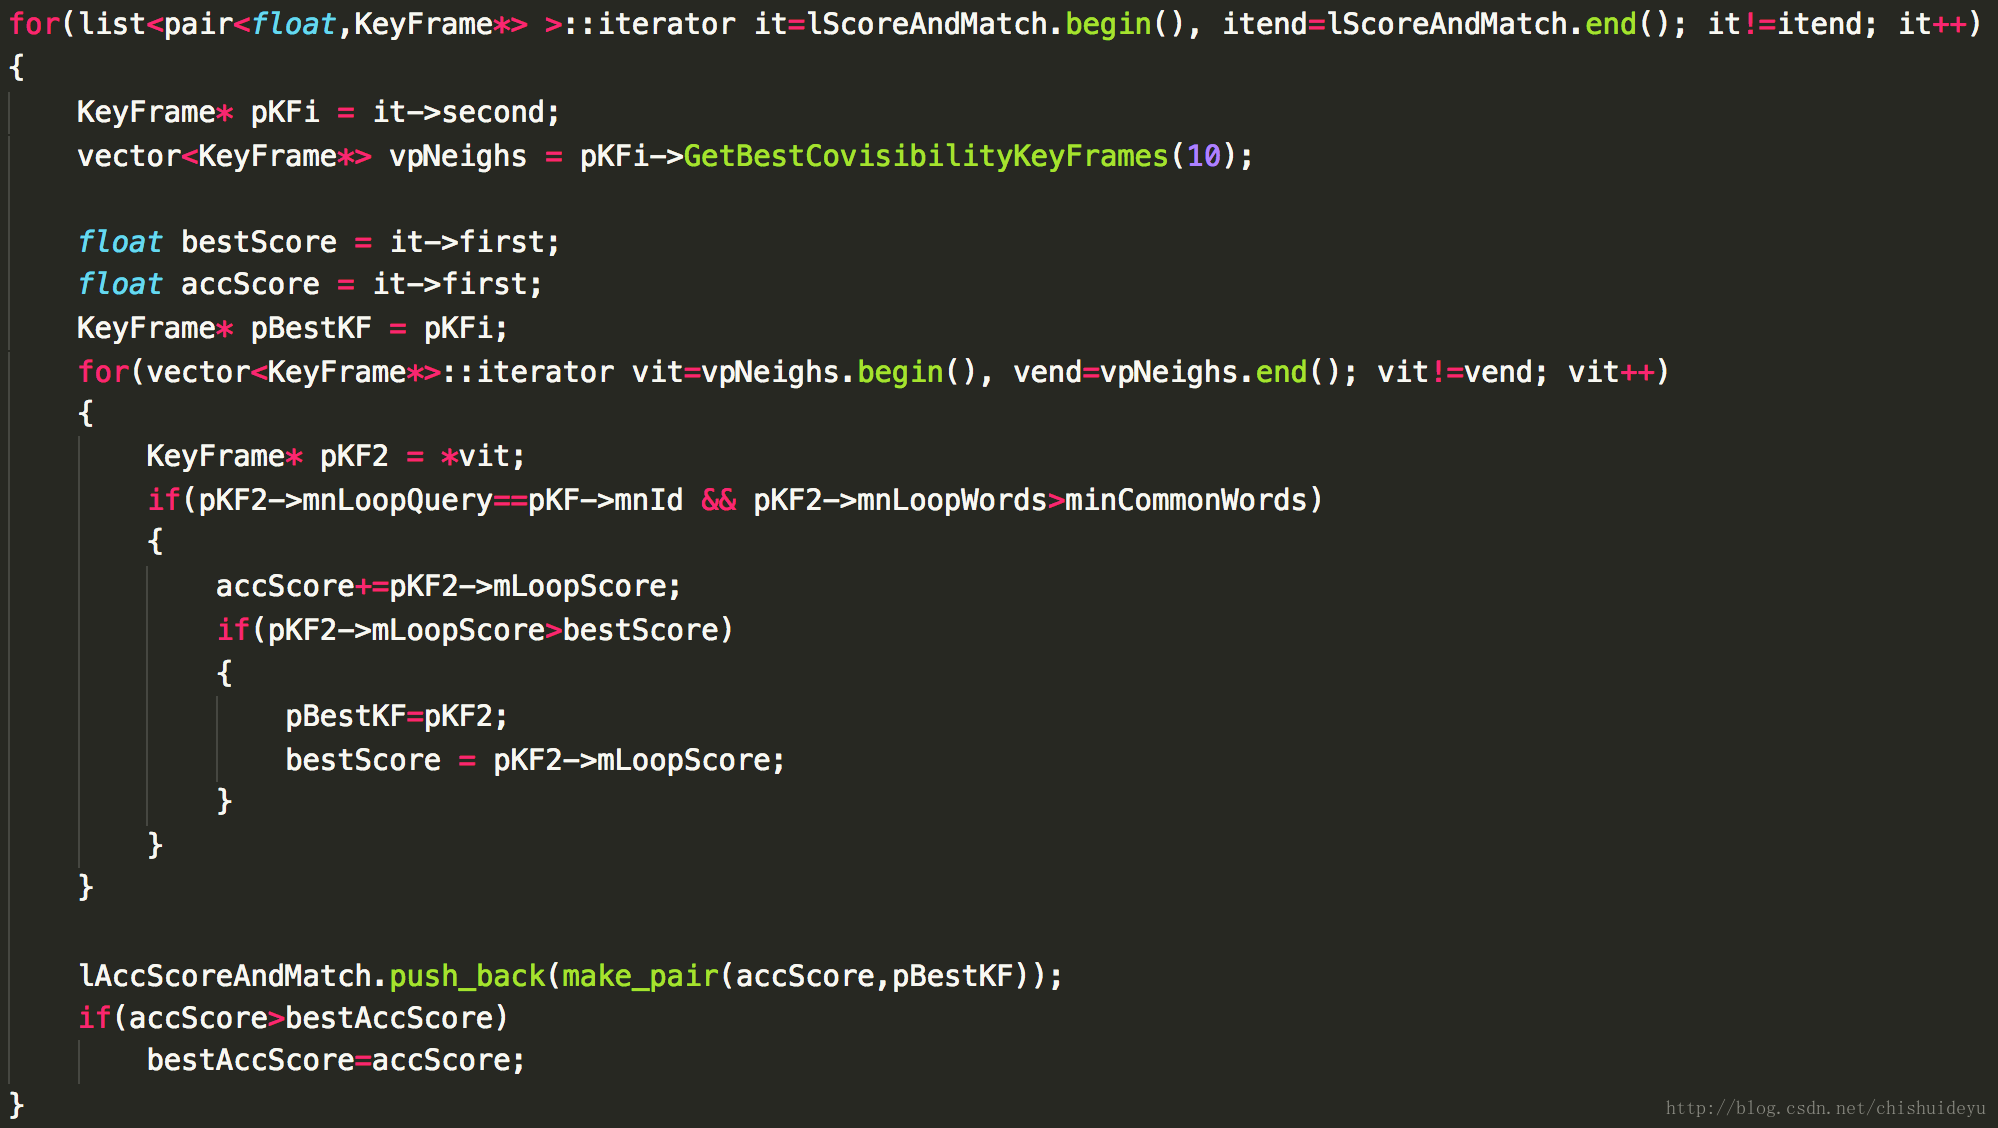 for(list<pair<float,KeyFrame*> >::iterator it=lScoreAndMatch.begin(), itend=lScoreAndMatch.end(); it!=itend; it++)
{
    KeyFrame* pKFi = it->second;
    vector<KeyFrame*> vpNeighs = pKFi->GetBestCovisibilityKeyFrames(10);

    float bestScore = it->first;
    float accScore = it->first;
    KeyFrame* pBestKF = pKFi;
    for(vector<KeyFrame*>::iterator vit=vpNeighs.begin(), vend=vpNeighs.end(); vit!=vend; vit++)
    {
        KeyFrame* pKF2 = *vit;
        if(pKF2->mnLoopQuery==pKF->mnId && pKF2->mnLoopWords>minCommonWords)
        {
            accScore+=pKF2->mLoopScore;
            if(pKF2->mLoopScore>bestScore)
            {
                pBestKF=pKF2;
                bestScore = pKF2->mLoopScore;
            }
        }
    }

    lAccScoreAndMatch.push_back(make_pair(accScore,pBestKF));
    if(accScore>bestAccScore)
        bestAccScore=accScore;
}
http://blog.csdn.net/chishuideyu